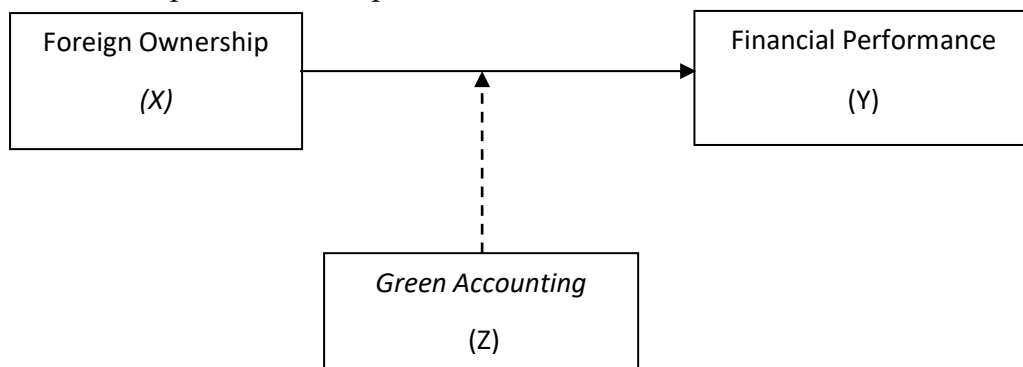 Foreign Ownership
(X)
Financial Performance
(Y)
Green Accounting
(Z)